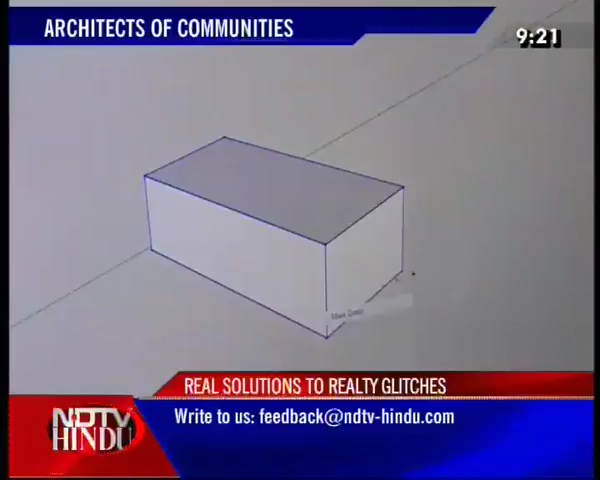 ARCHITECTS OF COMMUNITIES
9:21
REAL SOLUTIONS TO REALTY GLITCHES
NDTV
HINDU
Write to us: feedback@ndtv-hindu.com